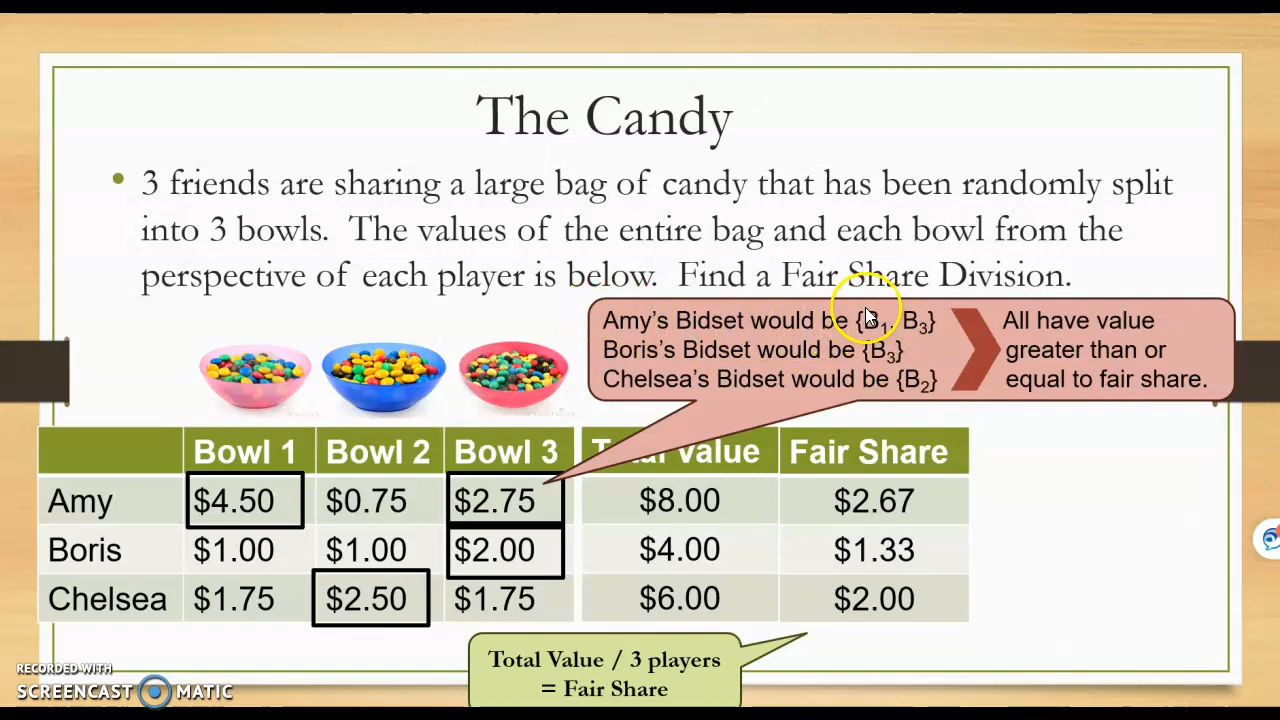 The Candy
• 3 friends are sharing a large bag of candy that has been randomly split
into 3 bowls. The values of the entire bag and each bowl from the
perspective of each player is below. Find a Fair Share Division.
Amy's Bidset would be {B1, B3}
Boris's Bidset would be {B3}
Chelsea's Bidset would be {B2}
All have value
greater than or
equal to fair share.
Bowl 1 Bowl 2 Bowl 3 Total Value Fair Share
Amy $4.50 $0.75 $2.75 $8.00 $2.67
Boris $1.00 $1.00 $2.00 $4.00 $1.33
Chelsea $1.75 $2.50 $1.75 $6.00 $2.00
Total Value / 3 players
= Fair Share
RECORDED WITH
SCREENCAST MATIC